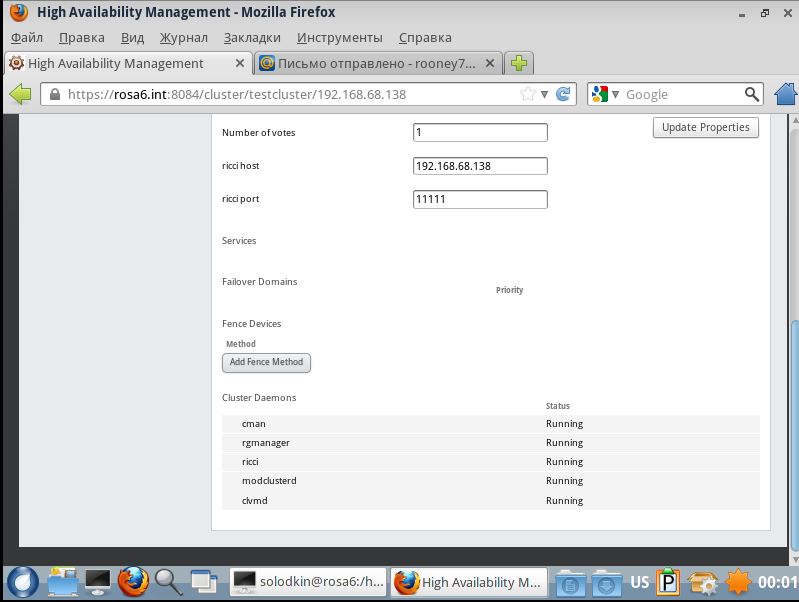 High Availability Management - Mozilla Firefox
Файл Правка Вид Журнал Закладки Инструменты Справка
High Availability Management Письмо отправлено - rooney7...
https://rosa6.int:8084/cluster/testcluster/192.168.68.138 Google
Number of votes 1 Update Properties
ricci host 192.168.68.138
ricci port 11111
Services
Failover Domains
Priority
Fence Devices
Method
Add Fence Method
Cluster Daemons
Status
cman Running
rgmanager Running
ricci Running
modclusterd Running
clvmd Running
solodkin@rosa6:/h... High Availability M... US P 00:01